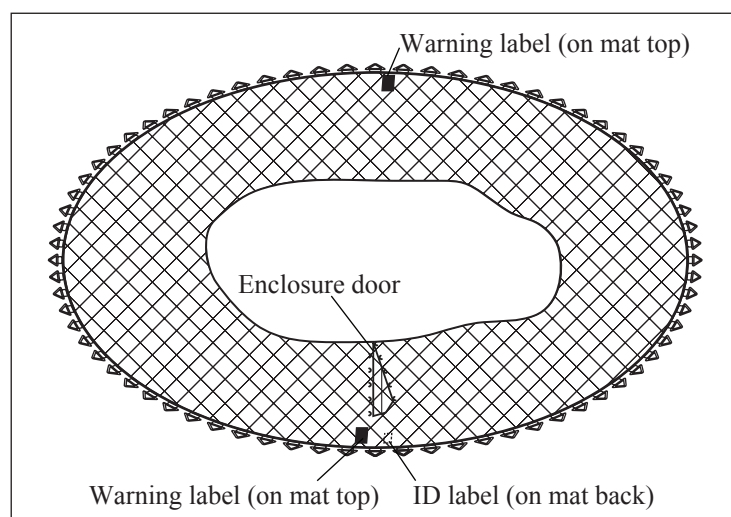 Warning label (on mat top)
Enclosure door
Warning label (on mat top)
ID label (on mat back)